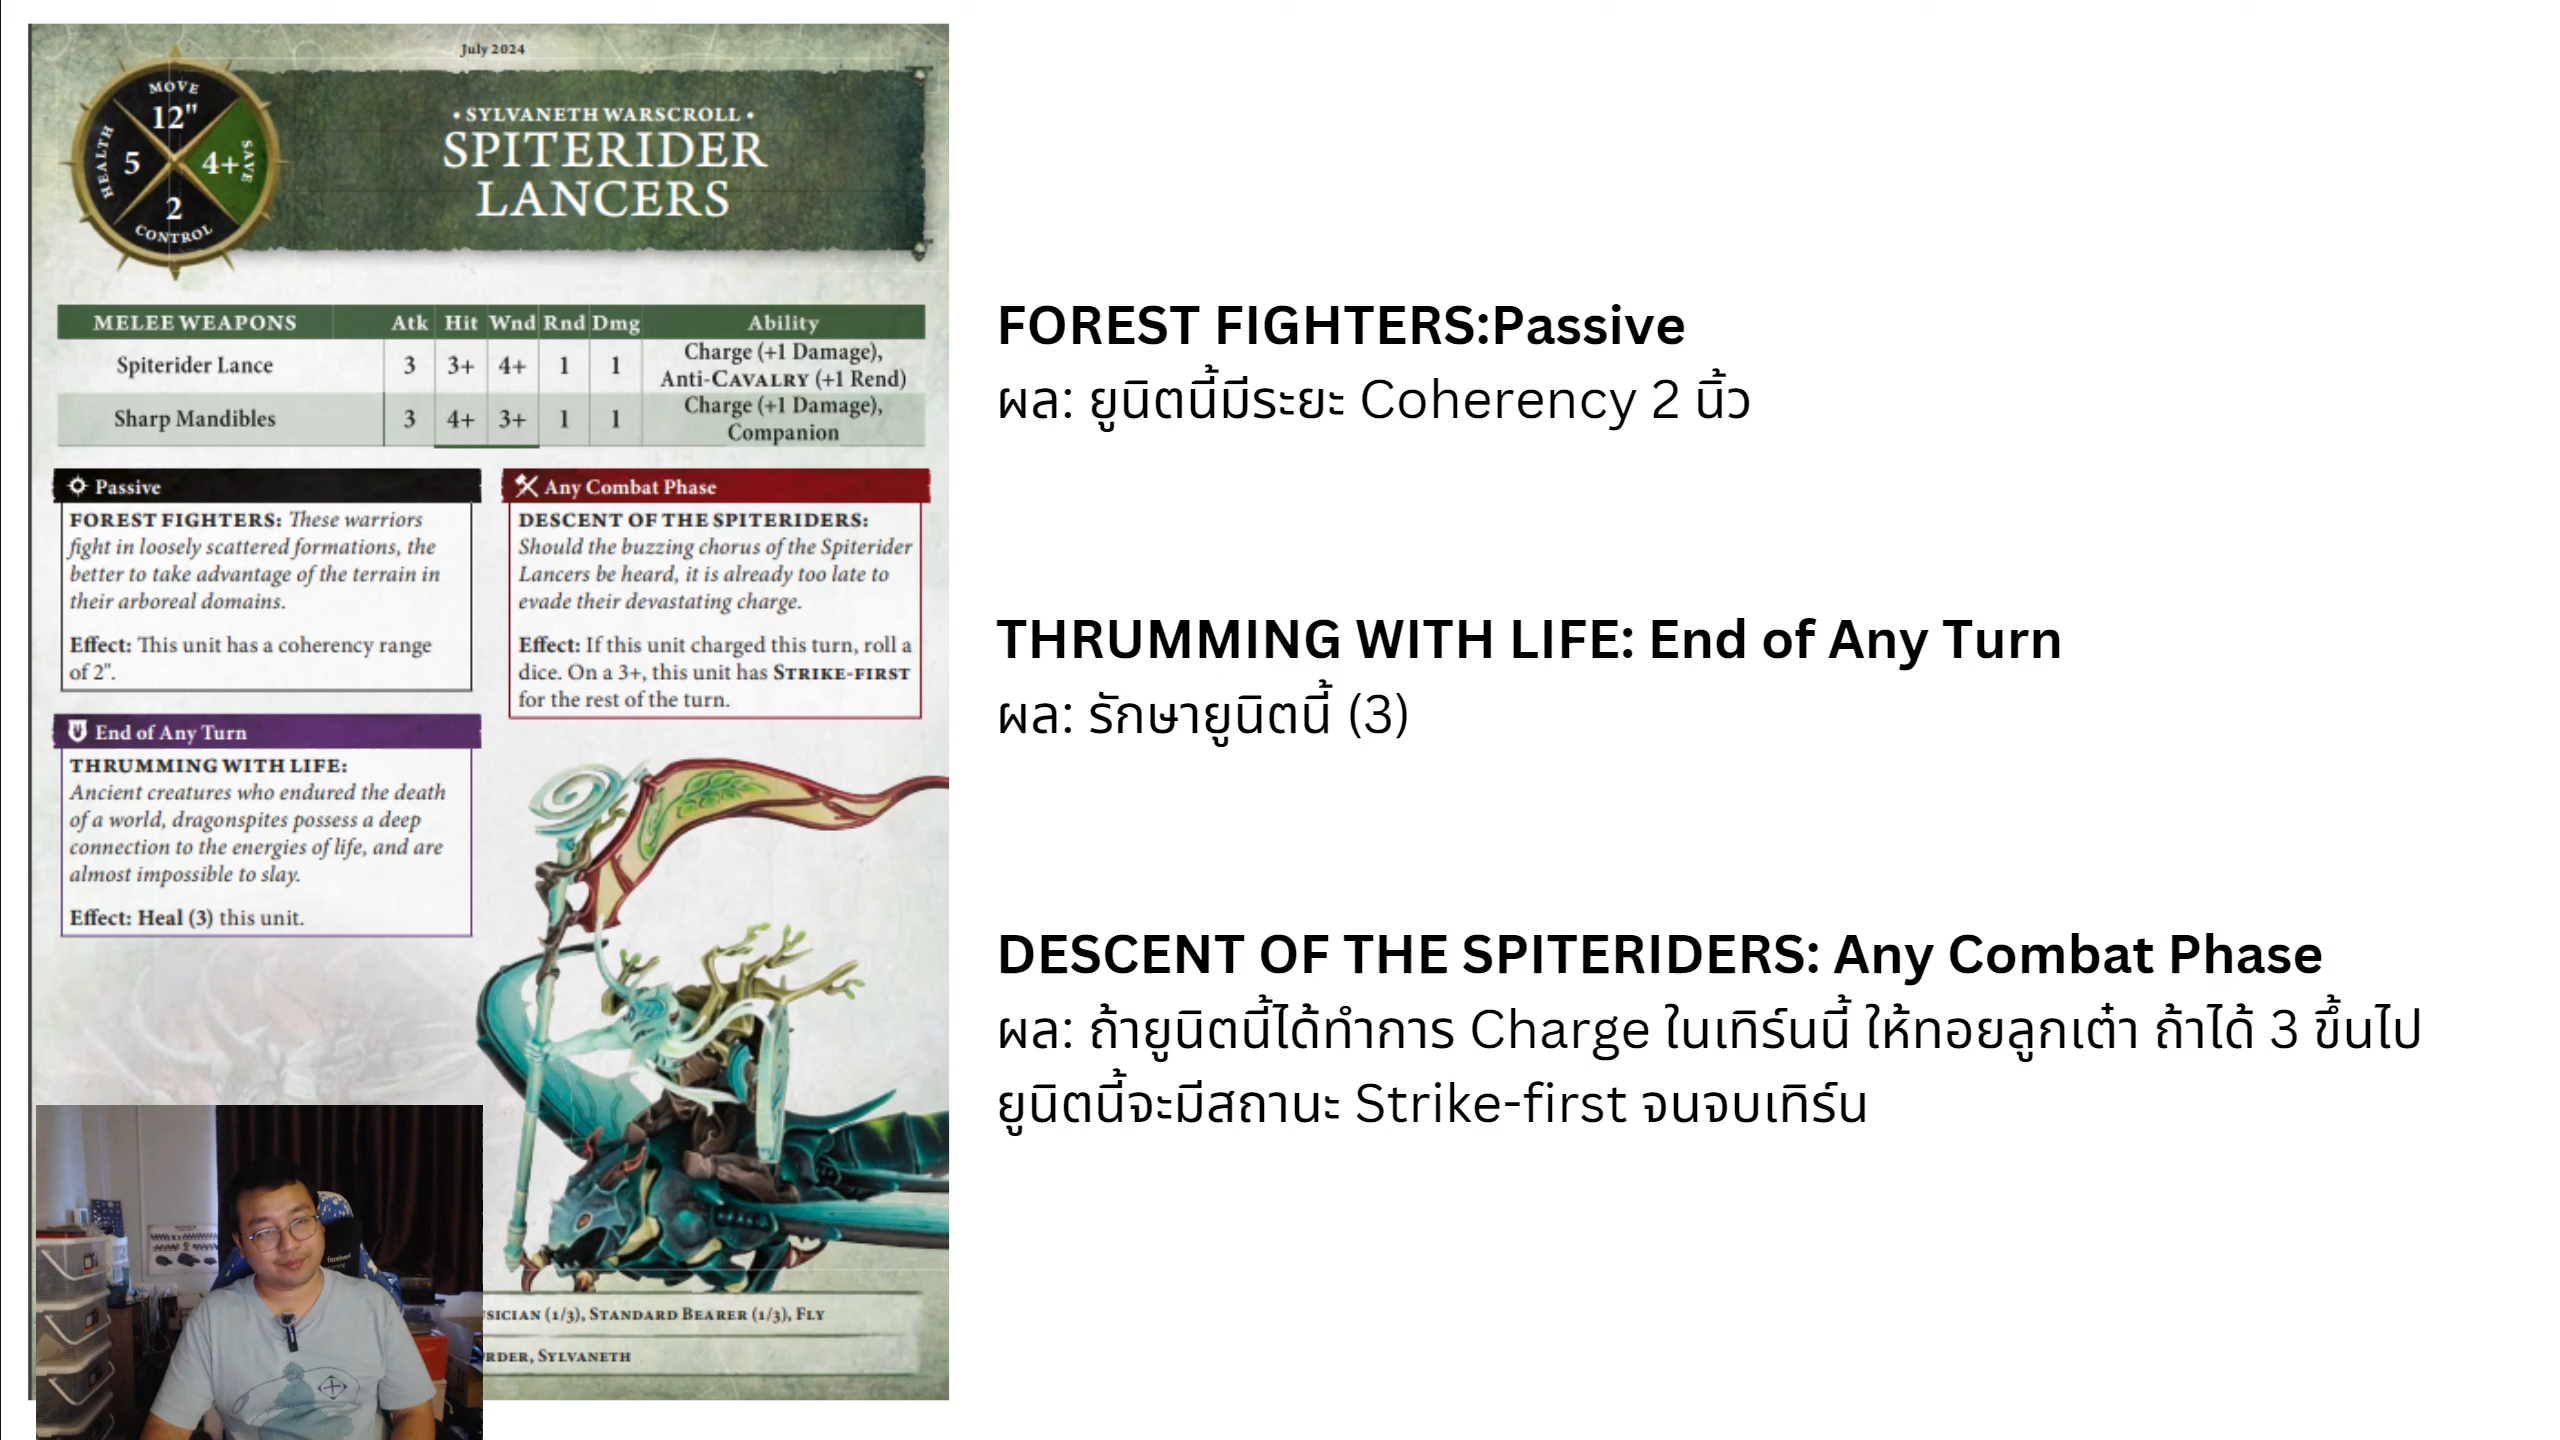 July 2024
MOVE
12"
HEALTH
5
4+
SAVE
2
CONTROL
• SYLVANETH WARSCROLL •
SPITERIDER
LANCERS
MELEE WEAPONS Atk Hit Wnd Rnd Dmg Ability
Spiterider Lance 3 3+ 4+ 1 1 Charge (+1 Damage), Anti-CAVALRY (+1 Rend)
Sharp Mandibles 3 4+ 3+ 1 1 Charge (+1 Damage), Companion
Passive
FOREST FIGHTERS: These warriors
fight in loosely scattered formations, the
better to take advantage of the terrain in
their arboreal domains.
Effect: This unit has a coherency range
of 2".
Any Combat Phase
DESCENT OF THE SPITERIDERS:
Should the buzzing chorus of the Spiterider
Lancers be heard, it is already too late to
evade their devastating charge.
Effect: If this unit charged this turn, roll a
dice. On a 3+, this unit has STRIKE-FIRST
for the rest of the turn.
End of Any Turn
THRUMMING WITH LIFE:
Ancient creatures who endured the death
of a world, dragonspites possess a deep
connection to the energies of life, and are
almost impossible to slay.
Effect: Heal (3) this unit.
SICIAN (1/3), STANDARD BEARER (1/3), FLY
RDER, SYLVANETH
FOREST FIGHTERS:Passive
ผล: ยูนิตนี้มีระยะ Coherency 2 นิ้ว
THRUMMING WITH LIFE: End of Any Turn
ผล: รักษายูนิตนี้ (3)
DESCENT OF THE SPITERIDERS: Any Combat Phase
ผล: ถ้ายูนิตนี้ได้ทำการ Charge ในเทิร์นนี้ ให้ทอยลูกเต๋า ถ้าได้ 3 ขึ้นไป
ยูนิตนี้จะมีสถานะ Strike-first จนจบเทิร์น